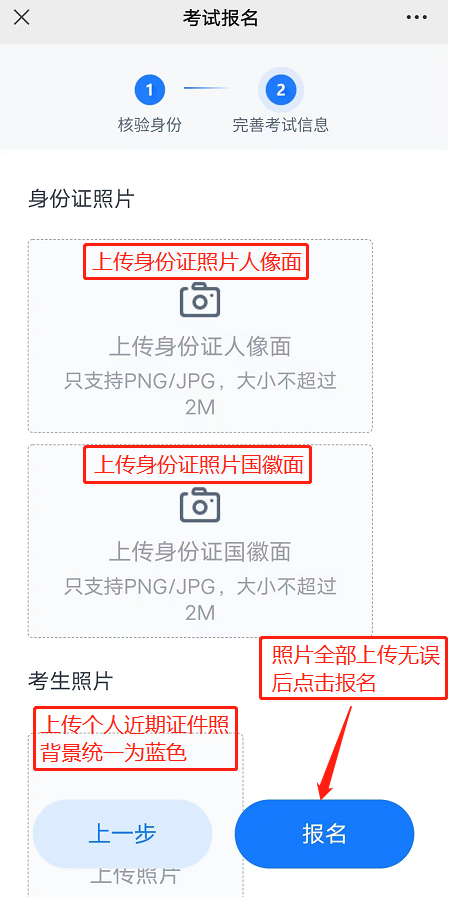 考试报名
1
2
核验身份
完善考试信息
身份证照片
上传身份证照片人像面
上传身份证人像面
只支持PNG/JPG，大小不超过
2M
上传身份证照片国徽面
上传身份证国徽面
只支持PNG/JPG，大小不超过
2M
照片全部上传无误
后点击报名
考生照片
上传个人近期证件照
背景统一为蓝色
上一步
报名
上传照片